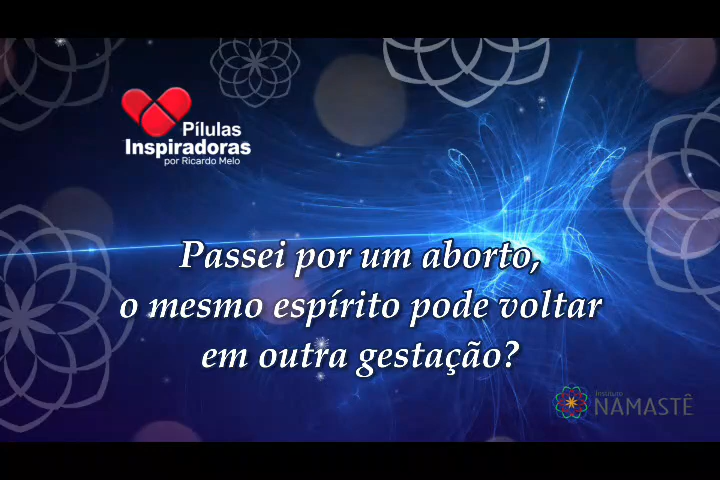 Pílulas
Inspiradoras
por Ricardo Melo
Passei por um aborto,
o mesmo espírito pode voltar
em outra gestação?
Instituto
NAMASTÊ